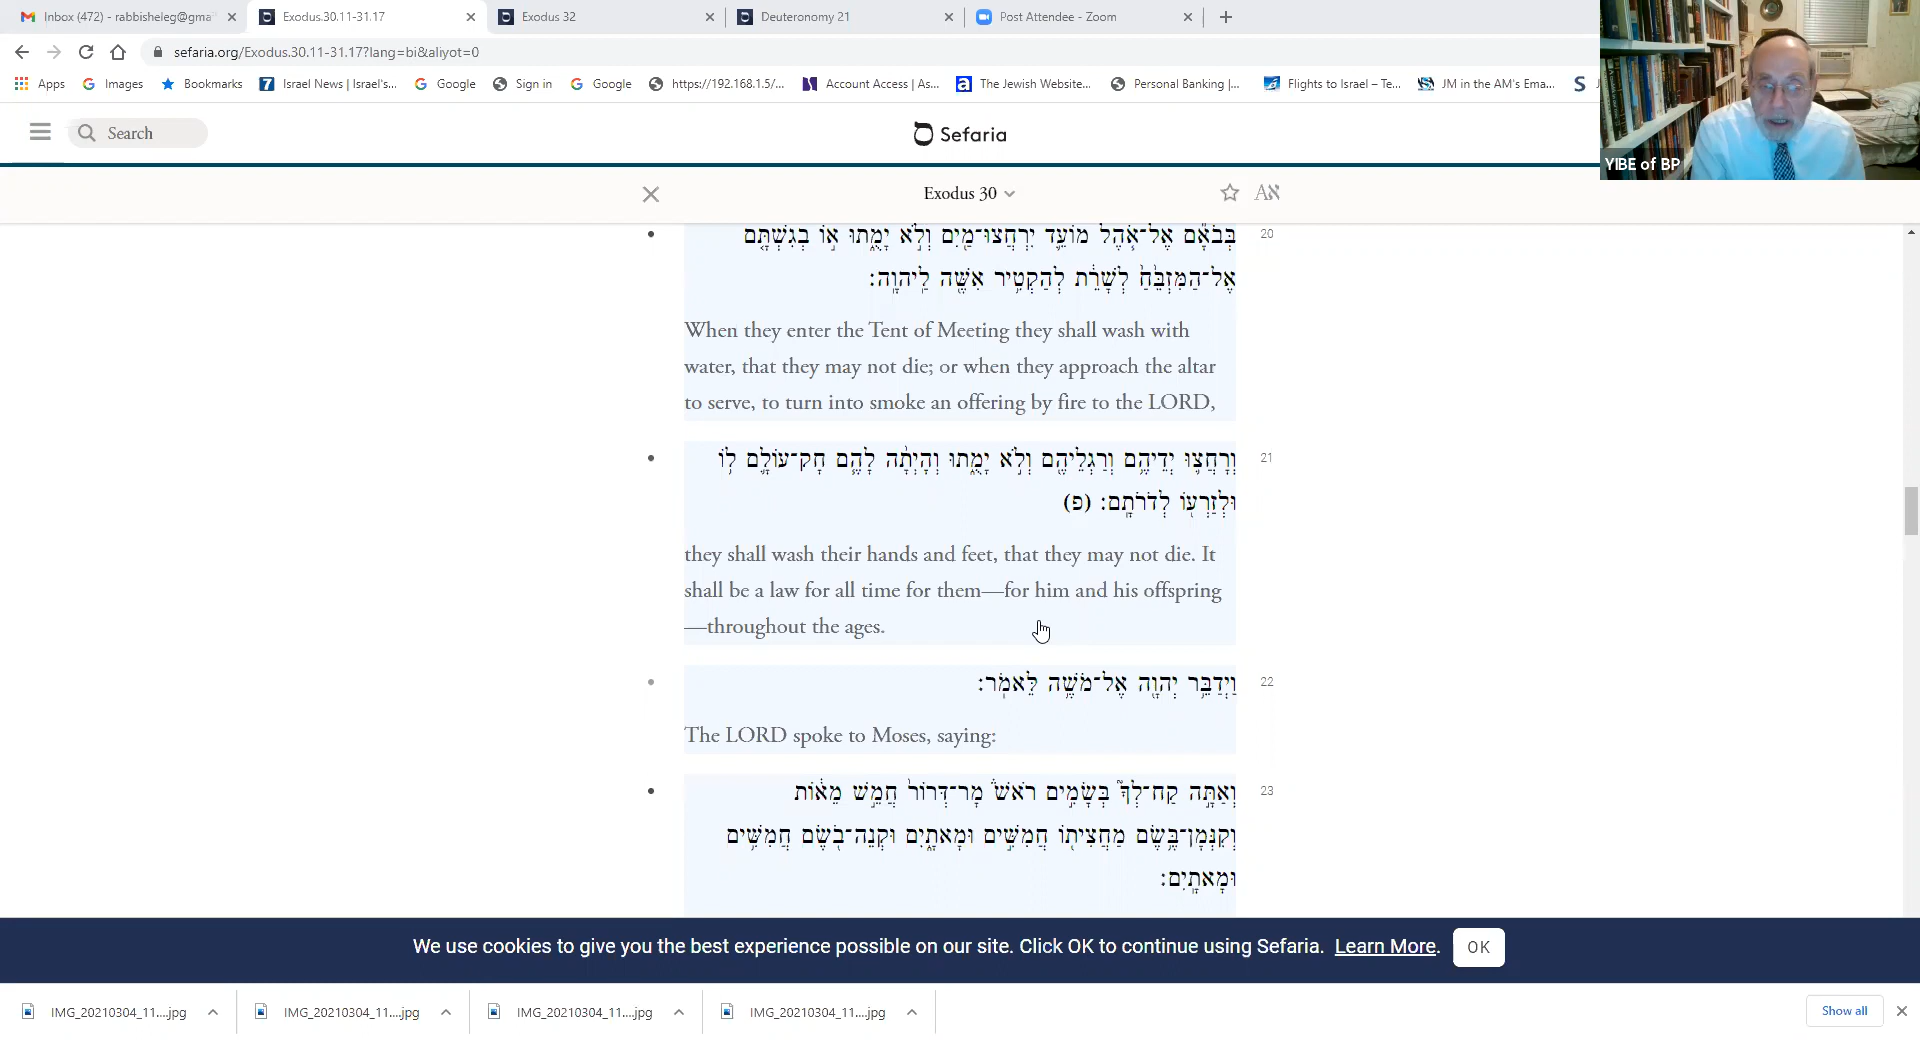 Inbox (472) - rabbisheleg@gma
Exodus.30.11-31.17
Exodus 32
Deuteronomy 21
Post Attendee - Zoom
sefaria.org/Exodus.30.11-31.17?lang=bi&aliyot=0
Apps
Images
Bookmarks
Israel News | Israel's...
Google
Sign in
Google
https://192.168.1.5/...
Account Access | As...
The Jewish Website...
Personal Banking |...
Flights to Israel – Te...
JM in the AM's Ema...
YIBE of BP
Search
Sefaria
Exodus 30
20
בְּבֹאָ֞ם אֶל־אֹ֧הֶל מוֹעֵ֛ד יִרְחֲצוּ־מַ֖יִם וְלֹ֣א יָמֻ֑תוּ א֣וֹ בְגִשְׁתָּ֤ם
אֶל־הַמִּזְבֵּ֙חַ֙ לְשָׁרֵ֔ת לְהַקְטִ֥יר אִשֶּׁ֖ה לַֽיהוָֽה׃
When they enter the Tent of Meeting they shall wash with
water, that they may not die; or when they approach the altar
to serve, to turn into smoke an offering by fire to the LORD,
21
וְרָחֲצ֛וּ יְדֵיהֶ֥ם וְרַגְלֵיהֶ֖ם וְלֹ֣א יָמֻ֑תוּ וְהָיְתָ֨ה לָהֶ֧ם חָק־עוֹלָ֛ם ל֥וֹ
וּלְזַרְע֖וֹ לְדֹרֹתָֽם׃ (פ)
they shall wash their hands and feet, that they may not die. It
shall be a law for all time for them—for him and his offspring
—throughout the ages.
22
וַיְדַבֵּ֥ר יְהוָ֖ה אֶל־מֹשֶׁ֥ה לֵּאמֹֽר׃
The LORD spoke to Moses, saying:
23
וְאַתָּ֣ה קַח־לְךָ֮ בְּשָׂמִ֣ים רֹאשׁ֒ מָר־דְּרוֹר֙ חֲמֵ֣שׁ מֵא֔וֹת
וְקִנְּמָן־בֶּ֥שֶׂם מַחֲצִית֖וֹ חֲמִשִּׁ֣ים וּמָאתָ֑יִם וּקְנֵה־בֹ֖שֶׂם חֲמִשִּׁ֥ים
וּמָאתָֽיִם׃
We use cookies to give you the best experience possible on our site. Click OK to continue using Sefaria. Learn More. OK
IMG_20210304_11....jpg
IMG_20210304_11....jpg
IMG_20210304_11....jpg
IMG_20210304_11....jpg
Show all